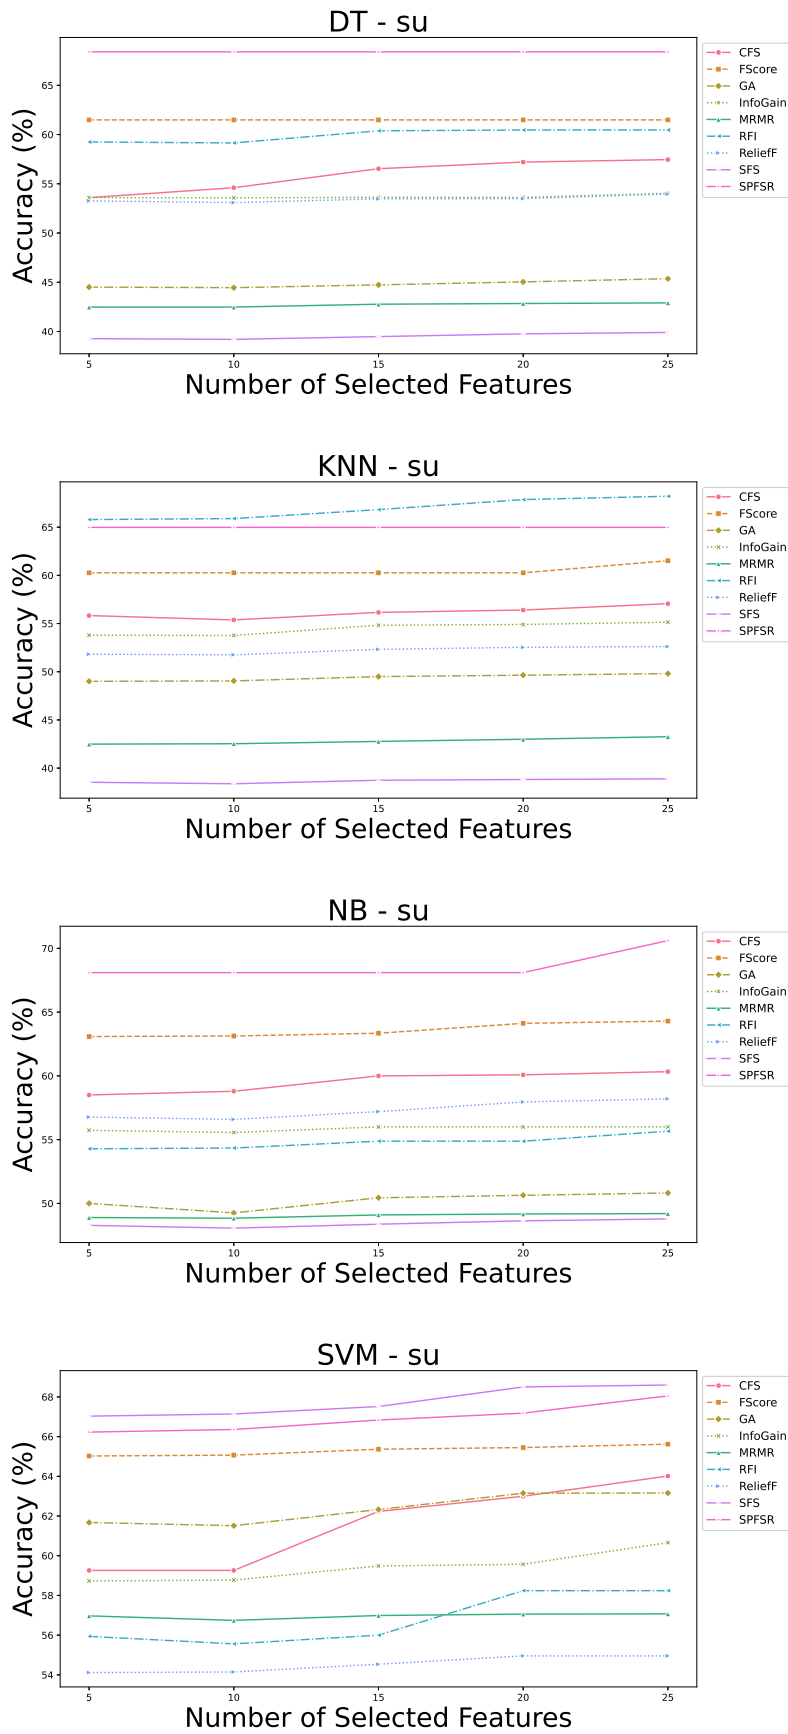 DT - su
Accuracy (%)
65
60
55
50
45
40
5 10 15 20 25
Number of Selected Features
CFS
FScore
GA
InfoGain
MRMR
RFI
ReliefF
SFS
SPFSR
KNN - su
Accuracy (%)
65
60
55
50
45
40
5 10 15 20 25
Number of Selected Features
CFS
FScore
GA
InfoGain
MRMR
RFI
ReliefF
SFS
SPFSR
NB - su
Accuracy (%)
70
65
60
55
50
5 10 15 20 25
Number of Selected Features
CFS
FScore
GA
InfoGain
MRMR
RFI
ReliefF
SFS
SPFSR
SVM - su
Accuracy (%)
68
66
64
62
60
58
56
54
5 10 15 20 25
Number of Selected Features
CFS
FScore
GA
InfoGain
MRMR
RFI
ReliefF
SFS
SPFSR